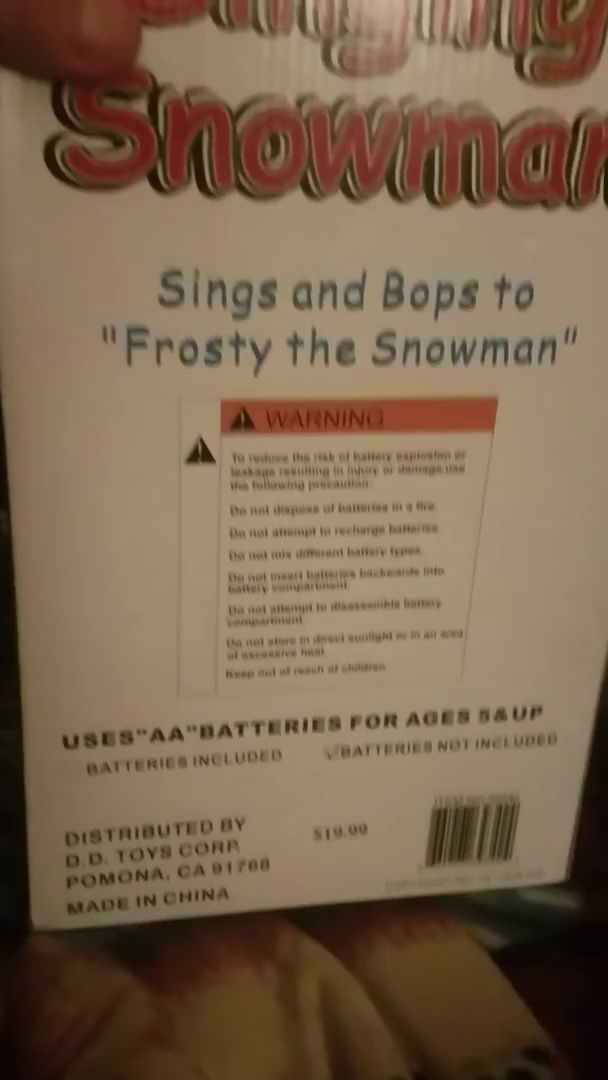 Singing
Snowman
Sings and Bops to
"Frosty the Snowman"
WARNING
To reduce the risk of battery explosion or
leakage resulting in injury or damage,use
the following precaution:
Do not dispose of batteries in a fire.
Do not attempt to recharge batteries.
Do not mix different battery types.
Do not insert batteries backwards into
battery compartment.
Do not attempt to disassemble battery
compartment.
Do not store in direct sunlight or in an area
of excessive heat.
Keep out of reach of children.
USES"AA"BATTERIES FOR AGES 5&UP
BATTERIES INCLUDED
BATTERIES NOT INCLUDED
DISTRIBUTED BY
D.D. TOYS CORP.
POMONA, CA 91768
MADE IN CHINA
$19.99